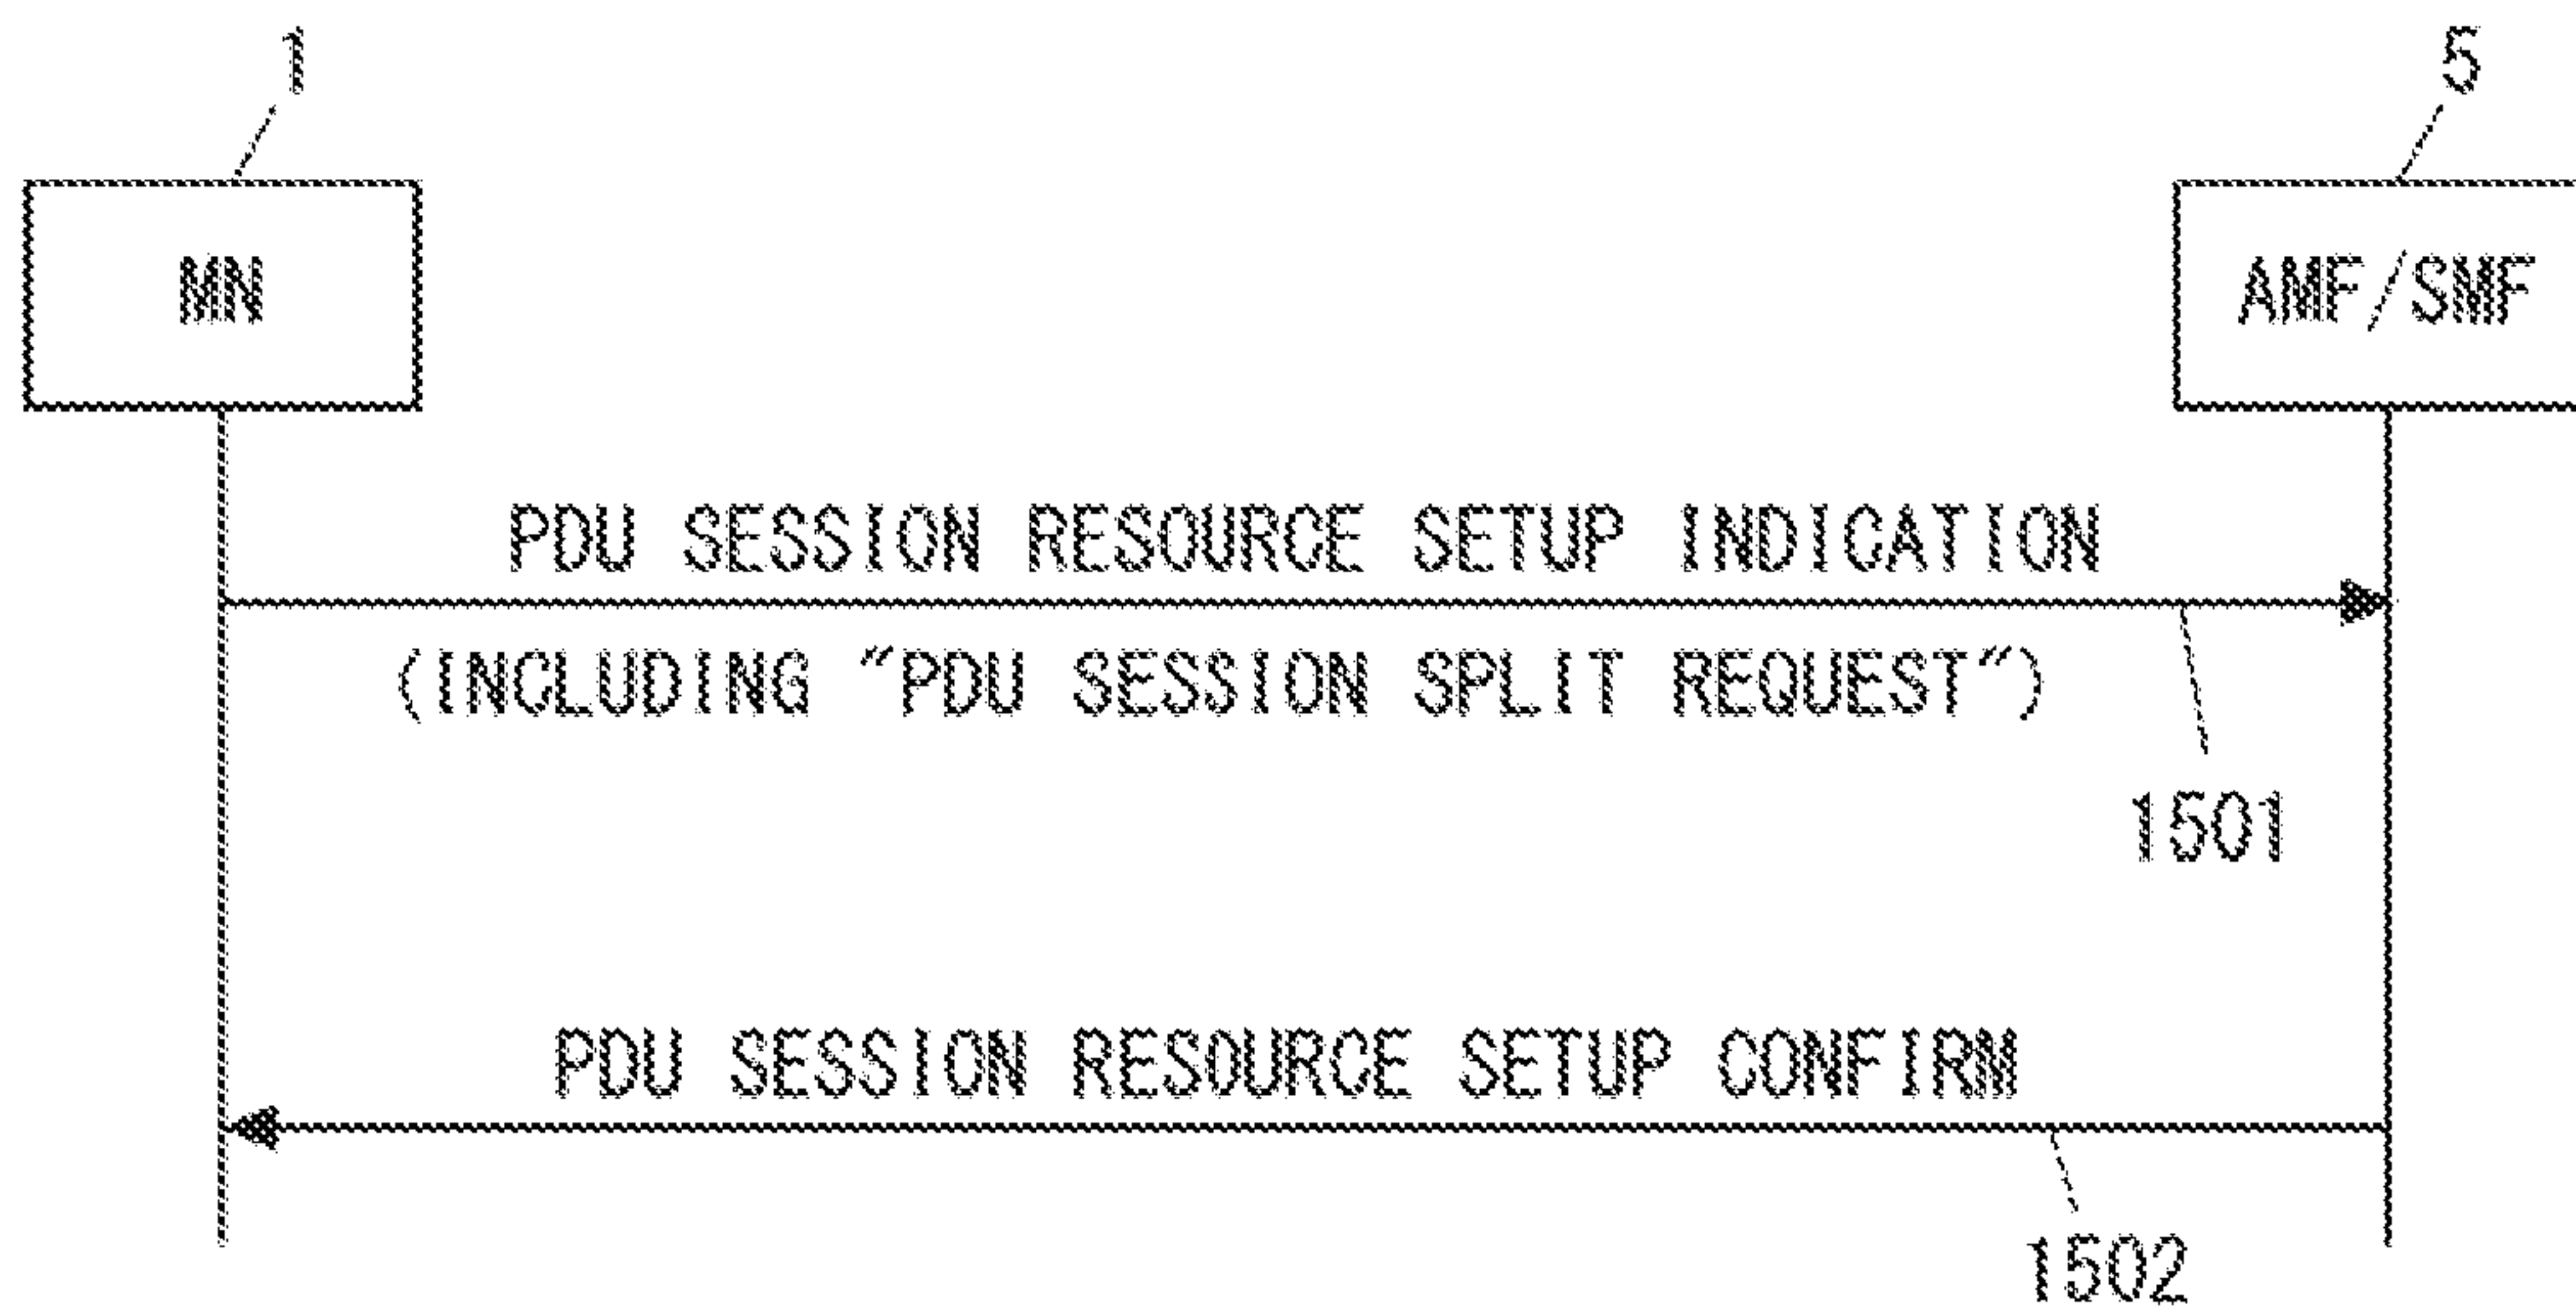 1
5
MN
AMF/SMF
PDU SESSION RESOURCE SETUP INDICATION
(INCLUDING "PDU SESSION SPLIT REQUEST")
1501
PDU SESSION RESOURCE SETUP CONFIRM
1502